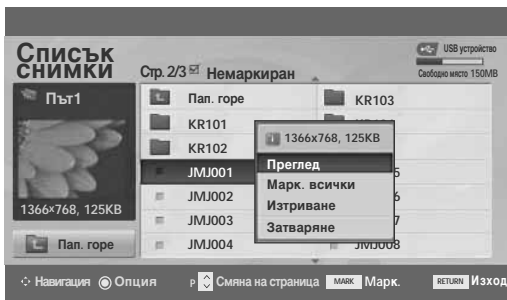 Списък
снимки
Стр. 2/3 Немаркиран
USB устройство
Свободно място 150MB
Път1
1366x768, 125KB
Пап. горе
Пап. горе
KR101
KR102
JMJ001
JMJ002
JMJ003
JMJ004
KR103
JMJ008
1366x768, 125KB
Преглед
Марк. всички
Изтриване
Затваряне
Навигация Опция P Смяна на страница MARK Марк. RETURN Изход